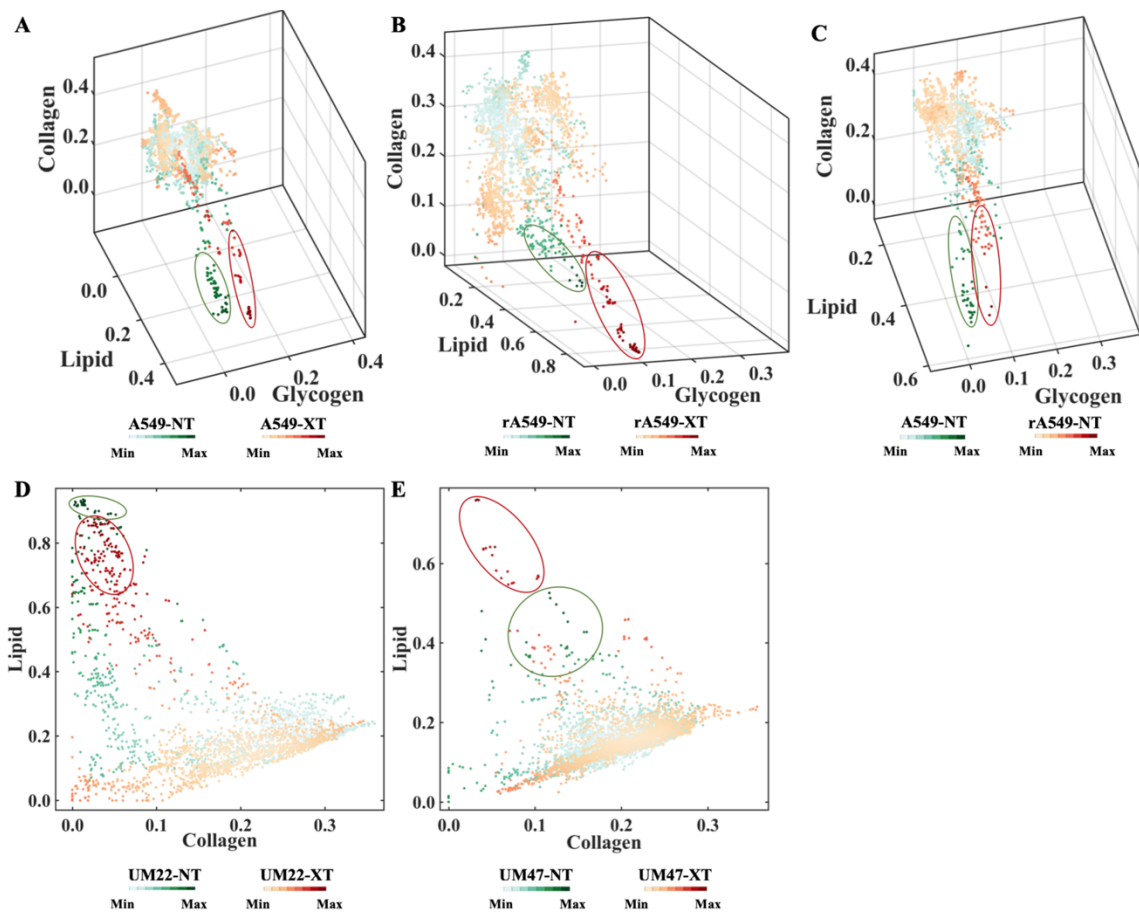 A
Collagen
0.4
0.2
0.0
0.0
0.2
0.4
Lipid
0.0
0.2
0.4
Glycogen
A549-NT A549-XT
Min Max Min Max
B
Collagen
0.4
0.3
0.2
0.1
0.0
0.2
0.4
0.6
0.8
Lipid
0.0
0.1
0.2
0.3
Glycogen
rA549-NT rA549-XT
Min Max Min Max
C
Collagen
0.4
0.2
0.0
0.2
0.4
0.6
Lipid
0.0
0.1
0.2
0.3
Glycogen
A549-NT rA549-NT
Min Max Min Max
D
Lipid
0.8
0.6
0.4
0.2
0.0
0.0 0.1 0.2 0.3
Collagen
UM22-NT UM22-XT
Min Max Min Max
E
Lipid
0.6
0.4
0.2
0.0
0.0 0.1 0.2 0.3
Collagen
UM47-NT UM47-XT
Min Max Min Max